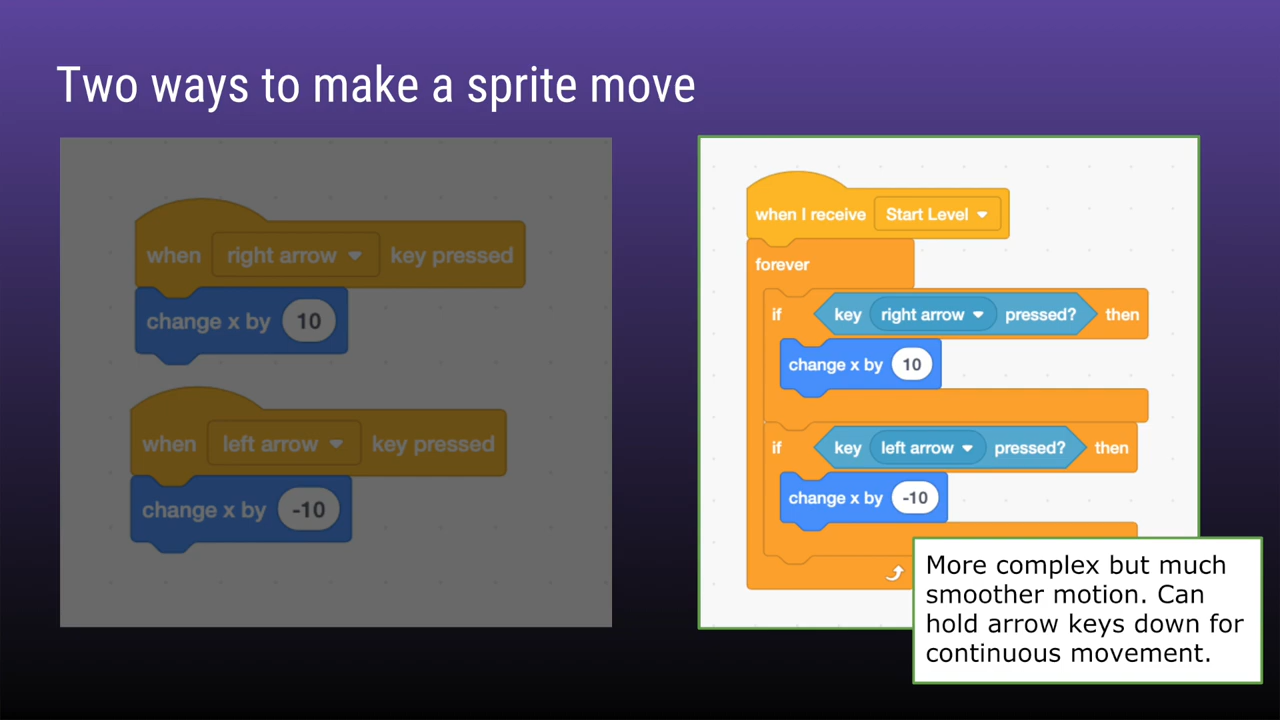 Two ways to make a sprite move
when right arrow key pressed
change x by 10
when left arrow key pressed
change x by -10
when I receive Start Level
forever
if key right arrow pressed? then
change x by 10
if key left arrow pressed? then
change x by -10
More complex but much
smoother motion. Can
hold arrow keys down for
continuous movement.